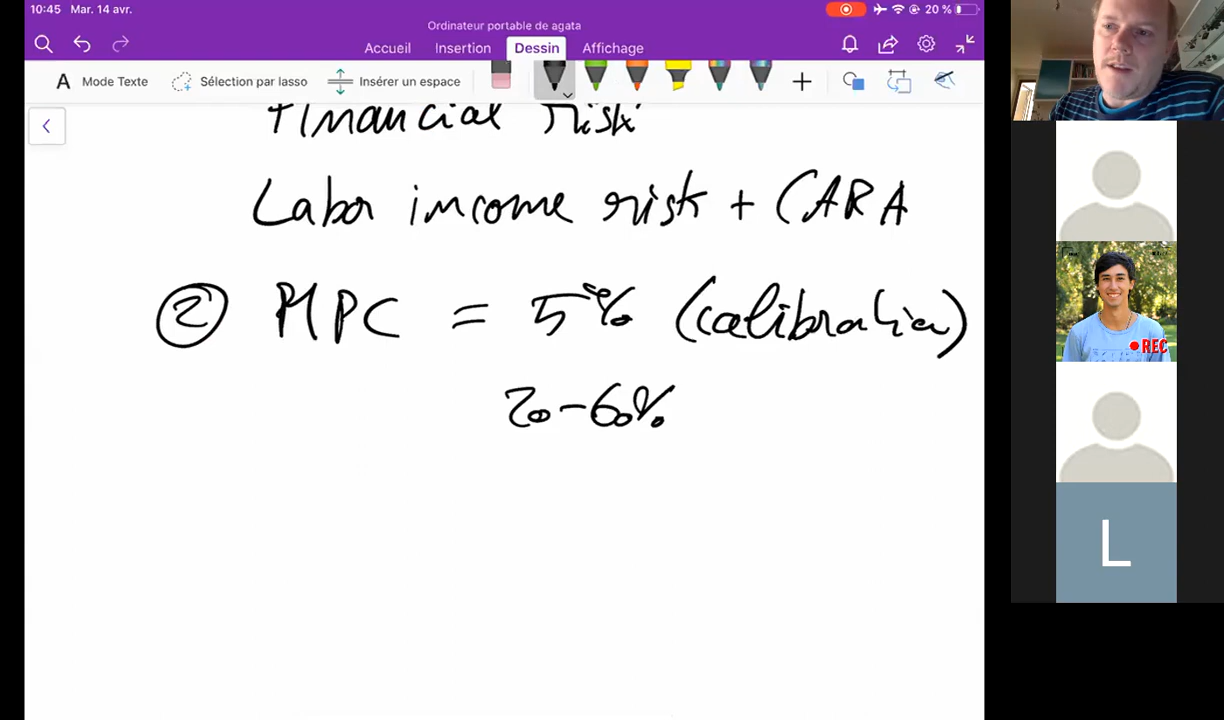 10:45 Mar. 14 avr.
20 %
Ordinateur portable de agata
Accueil Insertion Dessin Affichage
A Mode Texte Sélection par lasso Insérer un espace
Financial risk
Labor income risk + CARA
② MPC = 5% (calibration)
20-60%
REC
L